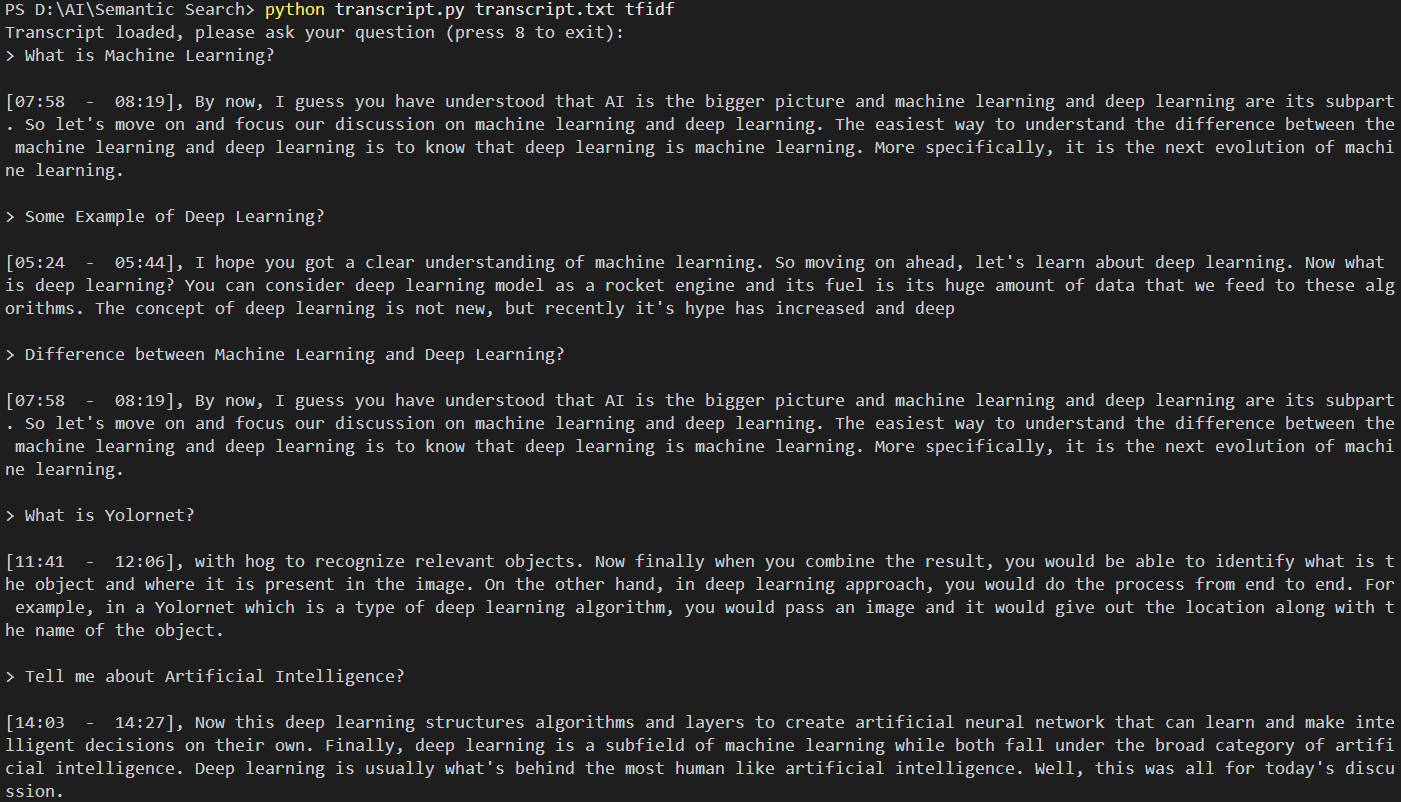 PS D:\AI\Semantic Search> python transcript.py transcript.txt tfidf
Transcript loaded, please ask your question (press 8 to exit):
> What is Machine Learning?
[07:58  -  08:19], By now, I guess you have understood that AI is the bigger picture and machine learning and deep learning are its subpart
. So let's move on and focus our discussion on machine learning and deep learning. The easiest way to understand the difference between the
 machine learning and deep learning is to know that deep learning is machine learning. More specifically, it is the next evolution of machi
ne learning.
> Some Example of Deep Learning?
[05:24  -  05:44], I hope you got a clear understanding of machine learning. So moving on ahead, let's learn about deep learning. Now what
is deep learning? You can consider deep learning model as a rocket engine and its fuel is its huge amount of data that we feed to these alg
orithms. The concept of deep learning is not new, but recently it's hype has increased and deep
> Difference between Machine Learning and Deep Learning?
[07:58  -  08:19], By now, I guess you have understood that AI is the bigger picture and machine learning and deep learning are its subpart
. So let's move on and focus our discussion on machine learning and deep learning. The easiest way to understand the difference between the
 machine learning and deep learning is to know that deep learning is machine learning. More specifically, it is the next evolution of machi
ne learning.
> What is Yolornet?
[11:41  -  12:06], with hog to recognize relevant objects. Now finally when you combine the result, you would be able to identify what is t
he object and where it is present in the image. On the other hand, in deep learning approach, you would do the process from end to end. For
 example, in a Yolornet which is a type of deep learning algorithm, you would pass an image and it would give out the location along with t
he name of the object.
> Tell me about Artificial Intelligence?
[14:03  -  14:27], Now this deep learning structures algorithms and layers to create artificial neural network that can learn and make inte
lligent decisions on their own. Finally, deep learning is a subfield of machine learning while both fall under the broad category of artifi
cial intelligence. Deep learning is usually what's behind the most human like artificial intelligence. Well, this was all for today's discu
ssion.